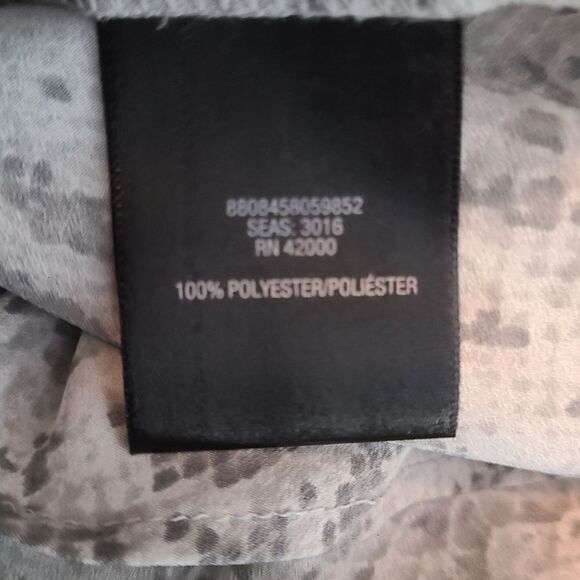 8808458059852
SEAS: 3016
RN 42000
100% POLYESTER/POLIÉSTER